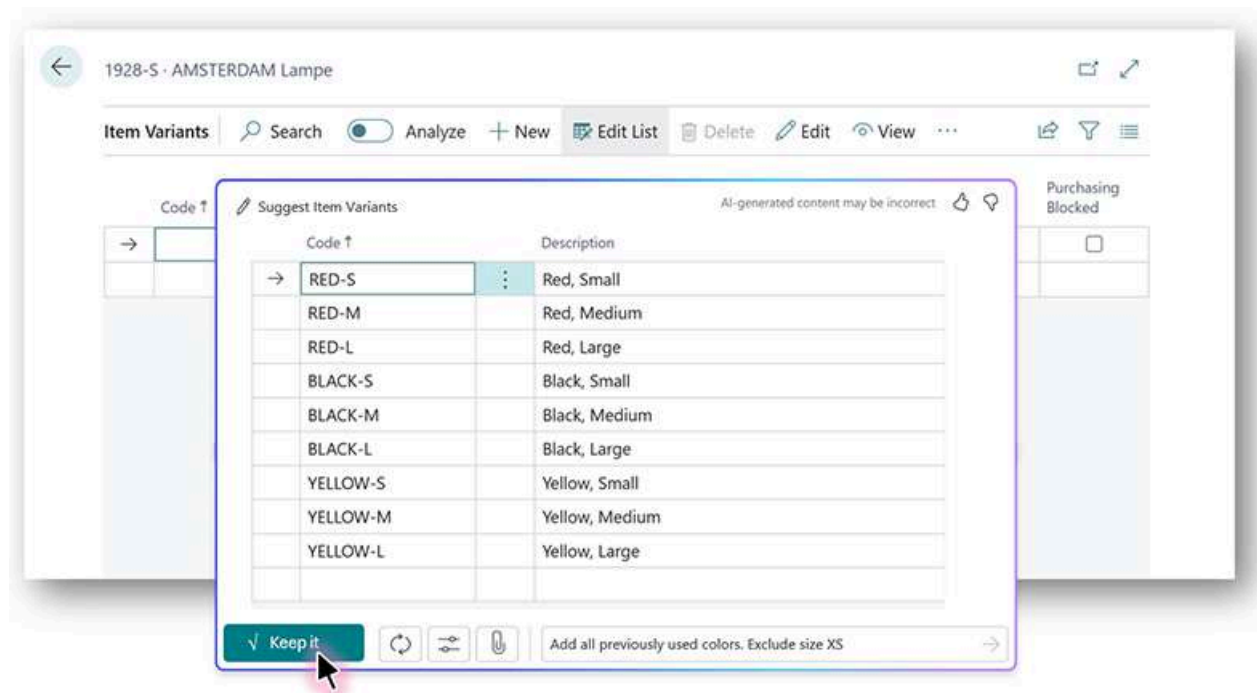 1928-S · AMSTERDAM Lampe
Item Variants Search Analyze + New Edit List Delete Edit View ...
Purchasing
Blocked
Code ↑
Suggest Item Variants AI-generated content may be incorrect
Code ↑ Description
RED-S Red, Small
RED-M Red, Medium
RED-L Red, Large
BLACK-S Black, Small
BLACK-M Black, Medium
BLACK-L Black, Large
YELLOW-S Yellow, Small
YELLOW-M Yellow, Medium
YELLOW-L Yellow, Large
√ Keep it Add all previously used colors. Exclude size XS